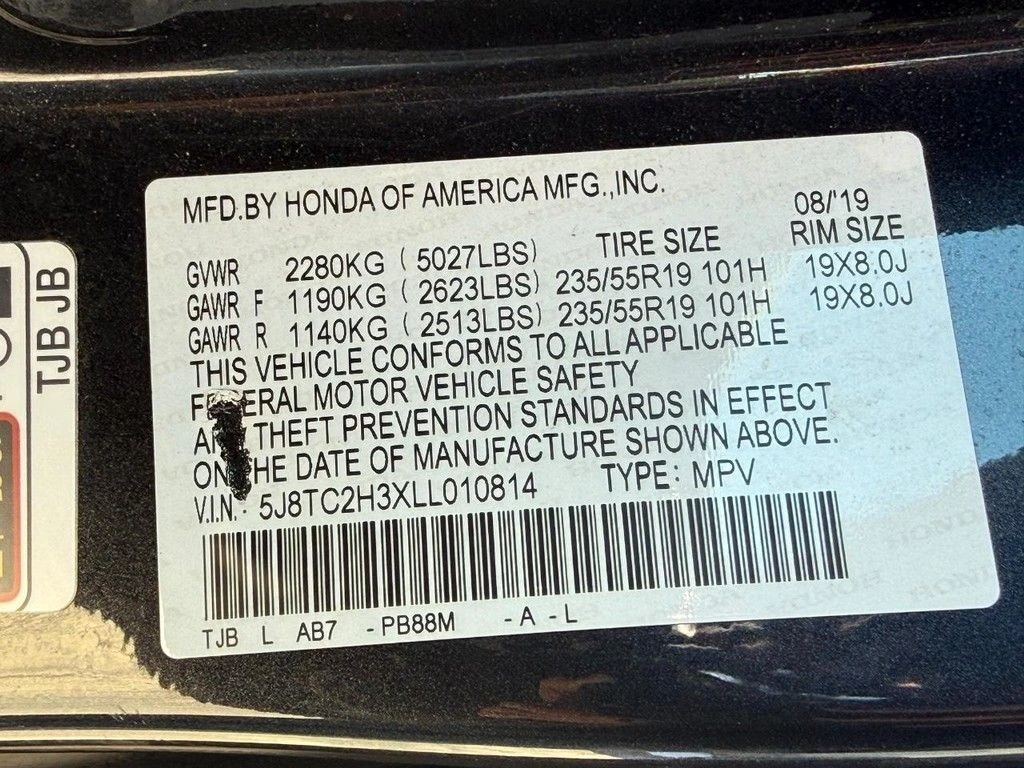 MFD.BY HONDA OF AMERICA MFG.,INC.
08/'19
TIRE SIZE RIM SIZE
GVWR 2280KG ( 5027LBS)
GAWR F 1190KG ( 2623LBS) 235/55R19 101H 19X8.0J
GAWR R 1140KG ( 2513LBS) 235/55R19 101H 19X8.0J
THIS VEHICLE CONFORMS TO ALL APPLICABLE
FEDERAL MOTOR VEHICLE SAFETY
AND THEFT PREVENTION STANDARDS IN EFFECT
ON THE DATE OF MANUFACTURE SHOWN ABOVE.
V.I.N.- 5J8TC2H3XLL010814 TYPE: MPV
TJB L AB7 -PB88M -A -L
TJB JB